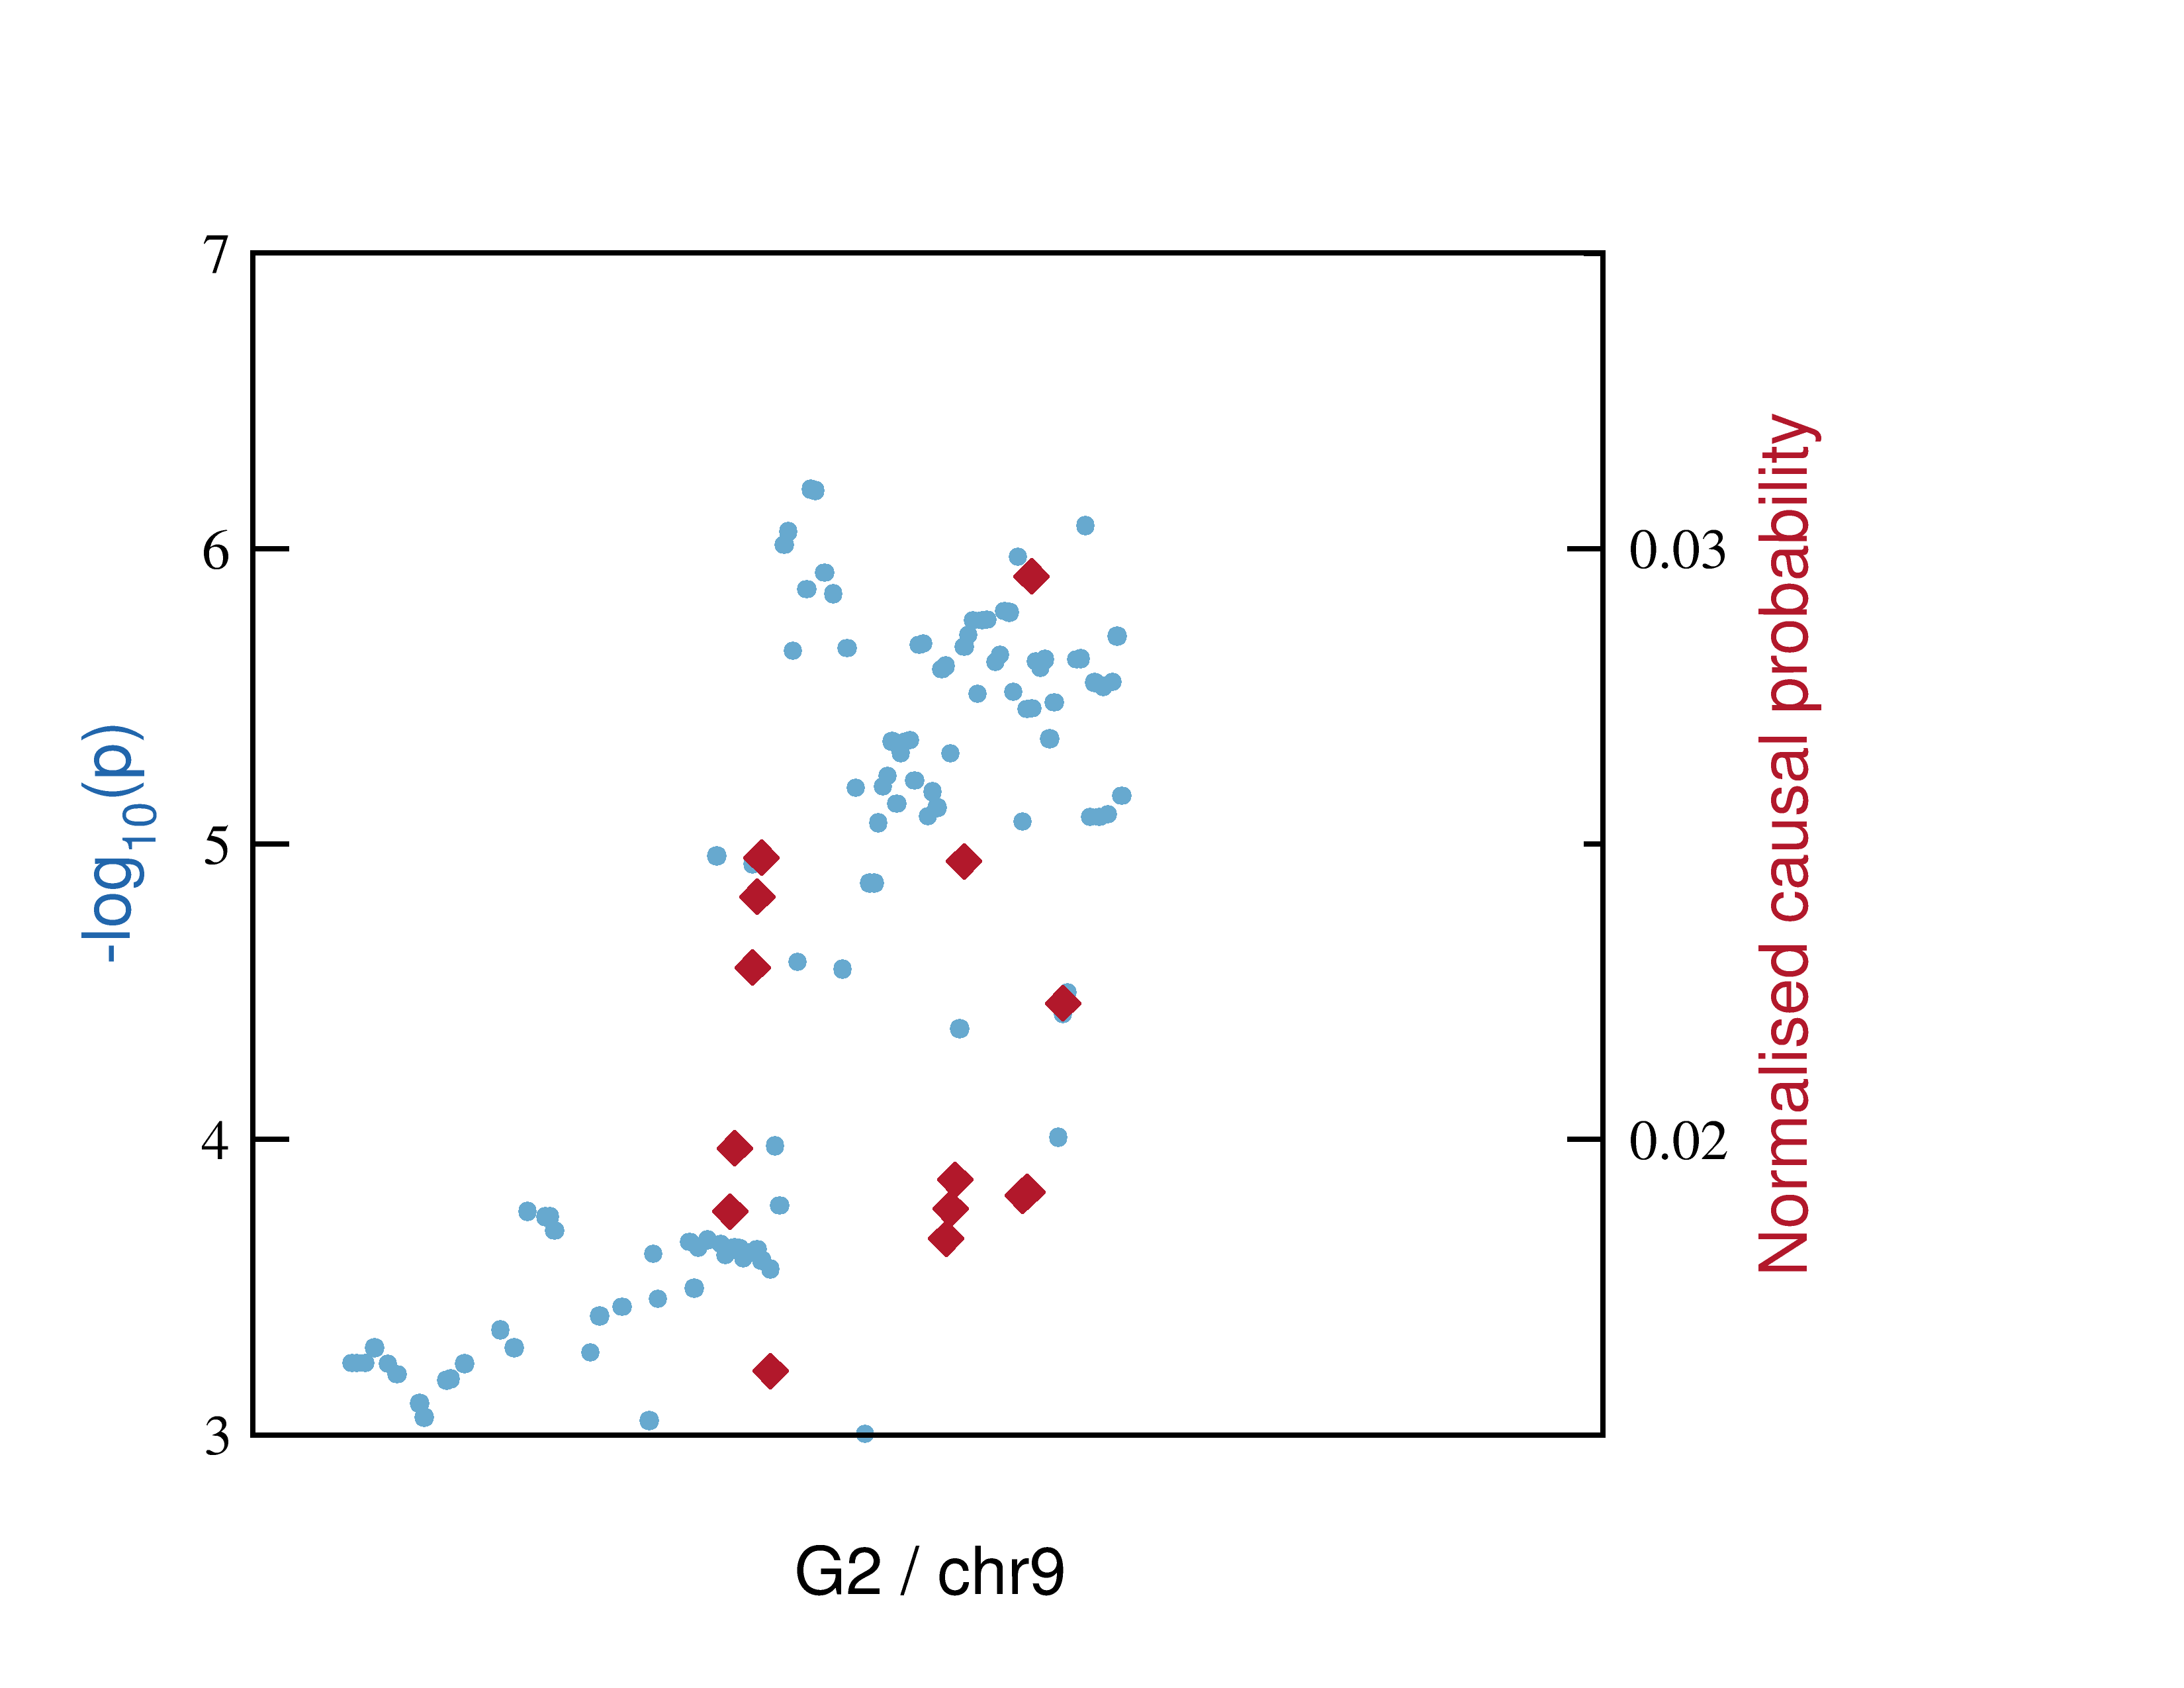 7
6
5
4
3
-log10(p)
0.03
0.02
Normalised causal probability
G2 / chr9